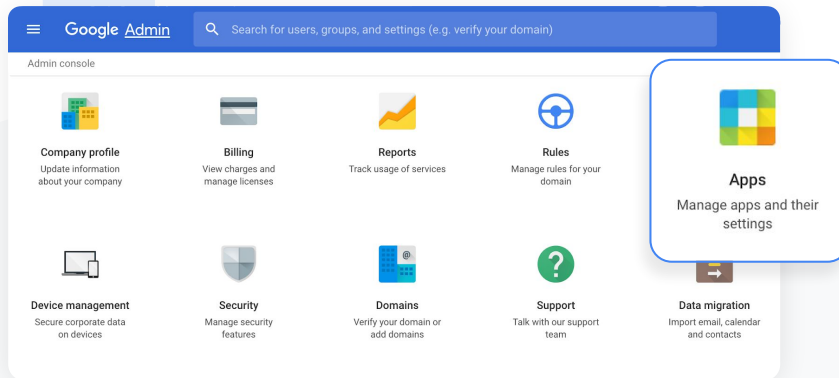 Google Admin
Search for users, groups, and settings (e.g. verify your domain)
Admin console
Company profile
Update information
about your company
Billing
View charges and
manage licenses
Reports
Track usage of services
Rules
Manage rules for your
domain
Apps
Manage apps and their
settings
Device management
Secure corporate data
on devices
Security
Manage security
features
@
Domains
Verify your domain or
add domains
?
Support
Talk with our support
team
Data migration
Import email, calendar
and contacts